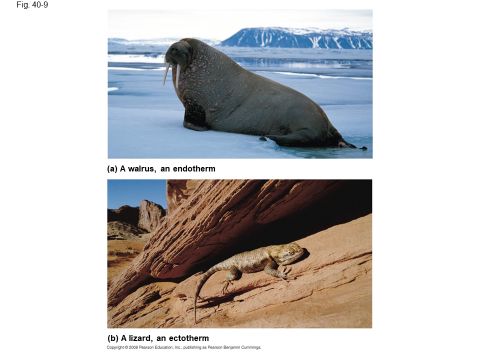 Fig. 40-9
(a) A walrus, an endotherm
(b) A lizard, an ectotherm
Copyright © 2008 Pearson Education, Inc., publishing as Pearson Benjamin Cummings.